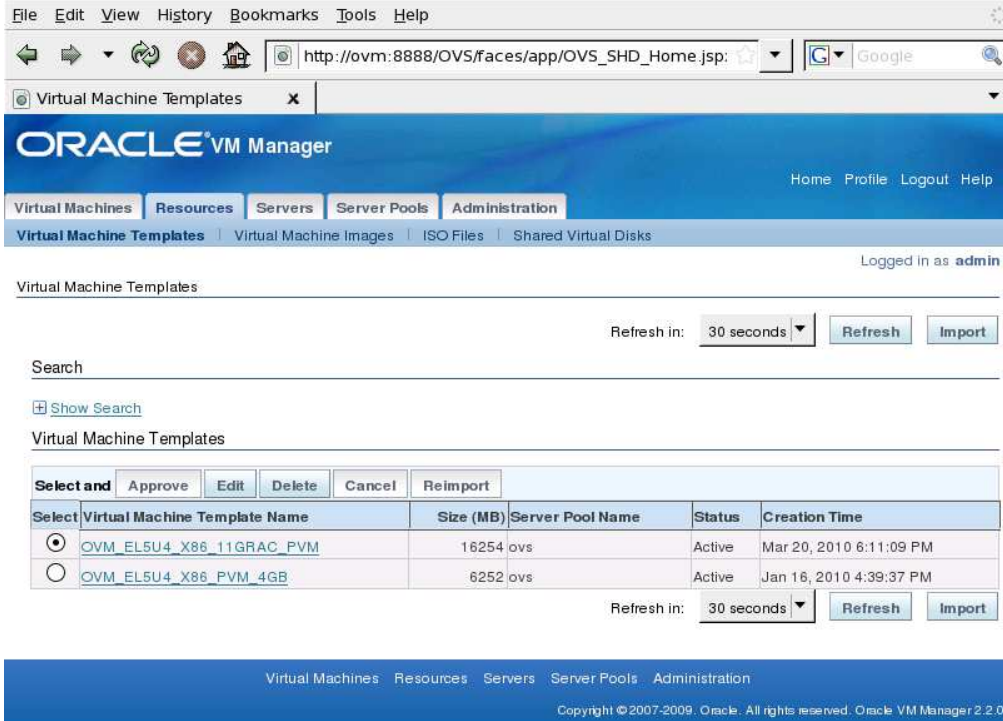 File Edit View History Bookmarks Tools Help
http://ovm:8888/OVS/faces/app/OVS_SHD_Home.jsp: G Google
Virtual Machine Templates x
ORACLE VM Manager
Home Profile Logout Help
Virtual Machines Resources Servers Server Pools Administration
Virtual Machine Templates | Virtual Machine Images | ISO Files | Shared Virtual Disks
Logged in as admin
Virtual Machine Templates
Refresh in: 30 seconds Refresh Import
Search
Show Search
Virtual Machine Templates
Select and Approve Edit Delete Cancel Reimport
Select Virtual Machine Template Name Size (MB) Server Pool Name Status Creation Time
OVM_EL5U4_X86_11GRAC_PVM 16254 ovs Active Mar 20, 2010 6:11:09 PM
OVM_EL5U4_X86_PVM_4GB 6252 ovs Active Jan 16, 2010 4:39:37 PM
Refresh in: 30 seconds Refresh Import
Virtual Machines Resources Servers Server Pools Administration
Copyright ©2007-2009. Oracle. All rights reserved. Oracle VM Manager 2.2.0